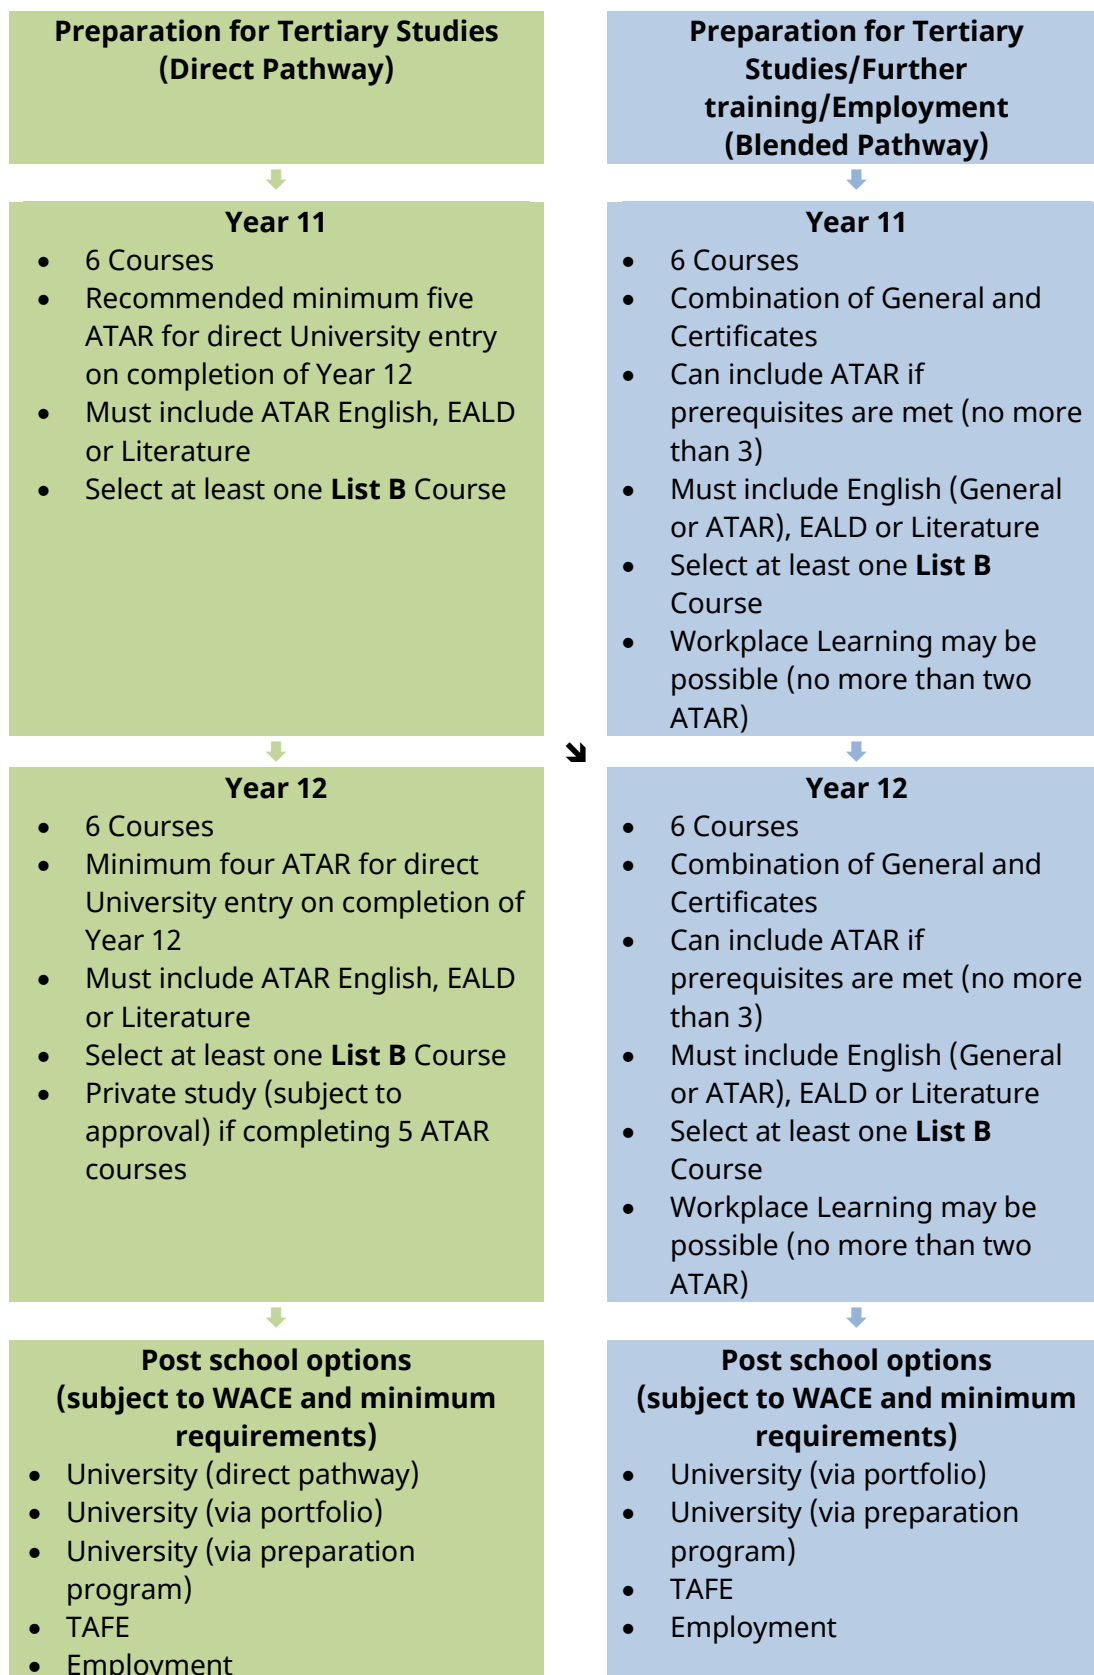 Preparation for Tertiary Studies
(Direct Pathway)
Preparation for Tertiary
Studies/Further
training/Employment
(Blended Pathway)
Year 11
• 6 Courses
• Recommended minimum five
ATAR for direct University entry
on completion of Year 12
• Must include ATAR English, EALD
or Literature
• Select at least one List B Course
Year 11
• 6 Courses
• Combination of General and
Certificates
• Can include ATAR if
prerequisites are met (no more
than 3)
• Must include English (General
or ATAR), EALD or Literature
• Select at least one List B
Course
• Workplace Learning may be
possible (no more than two
ATAR)
Year 12
• 6 Courses
• Minimum four ATAR for direct
University entry on completion of
Year 12
• Must include ATAR English, EALD
or Literature
• Select at least one List B Course
• Private study (subject to
approval) if completing 5 ATAR
courses
Year 12
• 6 Courses
• Combination of General and
Certificates
• Can include ATAR if
prerequisites are met (no more
than 3)
• Must include English (General
or ATAR), EALD or Literature
• Select at least one List B
Course
• Workplace Learning may be
possible (no more than two
ATAR)
Post school options
(subject to WACE and minimum
requirements)
• University (direct pathway)
• University (via portfolio)
• University (via preparation
program)
• TAFE
• Employment
Post school options
(subject to WACE and minimum
requirements)
• University (via portfolio)
• University (via preparation
program)
• TAFE
• Employment